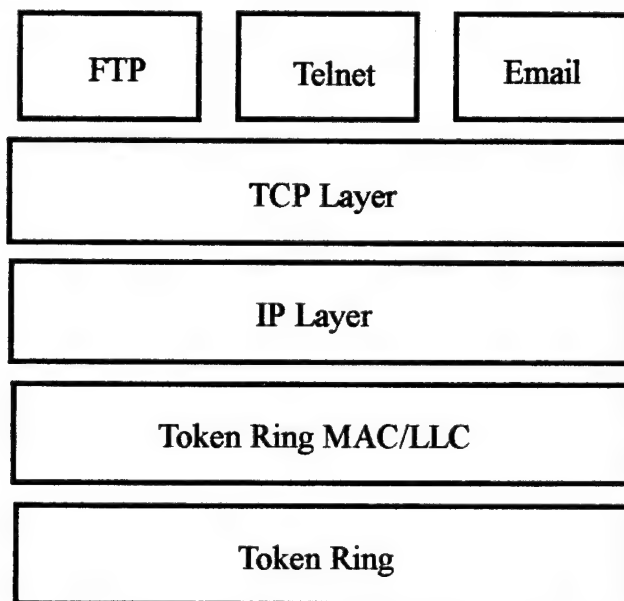 FTP
Telnet
Email
TCP Layer
IP Layer
Token Ring MAC/LLC
Token Ring